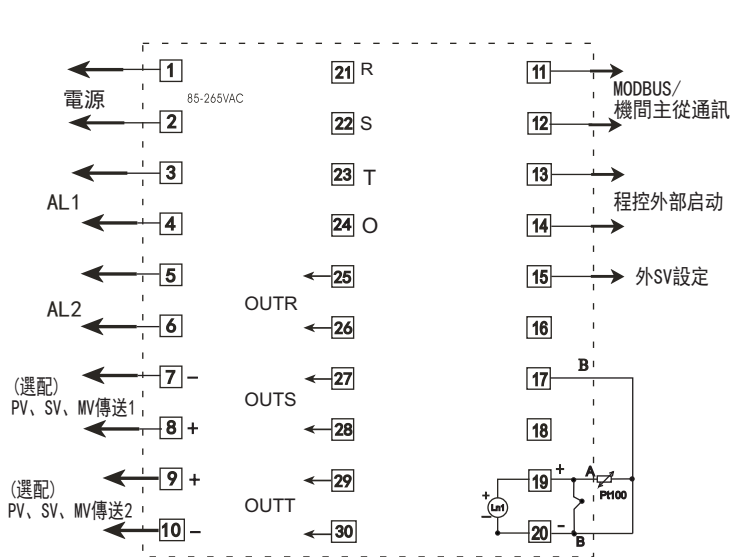 1
電源
85-265VAC
2
3
AL1
4
5
AL2
6
7 −
(選配)
PV、SV、MV傳送1
8 +
9 +
(選配)
PV、SV、MV傳送2
10 −
21 R
22 S
23 T
24 O
25
OUTR
26
27
OUTS
28
29
OUTT
30
11
MODBUS/
機間主從通訊
12
13
程控外部启动
14
15
外SV設定
16
B
17
18
19 +
A
Pt100
+
Ln1
−
20 -
B